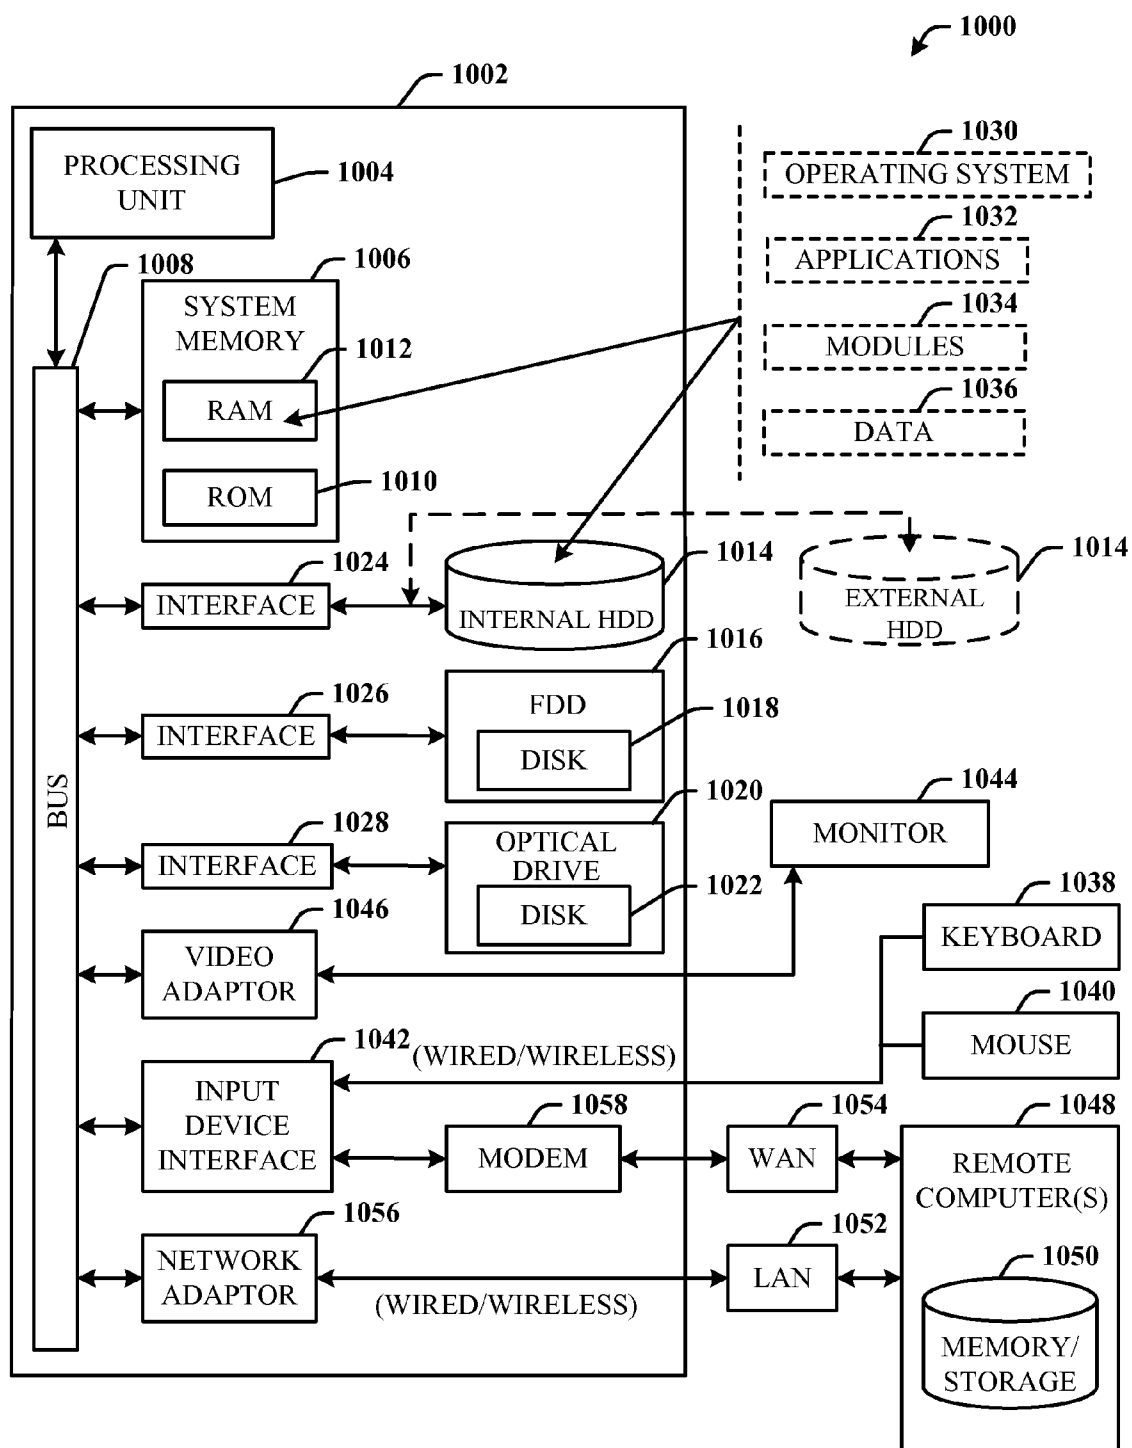 1000
1002
PROCESSING
UNIT
1004
1030
OPERATING SYSTEM
1032
APPLICATIONS
1034
MODULES
1036
DATA
1008
1006
SYSTEM
MEMORY
1012
RAM
1010
ROM
1024
INTERFACE
1014
INTERNAL HDD
1014
EXTERNAL
HDD
1016
FDD
1026
INTERFACE
1018
DISK
BUS
1020
OPTICAL
DRIVE
1028
INTERFACE
1022
DISK
1044
MONITOR
1046
VIDEO
ADAPTOR
1038
KEYBOARD
1040
MOUSE
1042
(WIRED/WIRELESS)
INPUT
DEVICE
INTERFACE
1058
MODEM
1054
WAN
1048
REMOTE
COMPUTER(S)
1056
NETWORK
ADAPTOR
(WIRED/WIRELESS)
1052
LAN
1050
MEMORY/
STORAGE